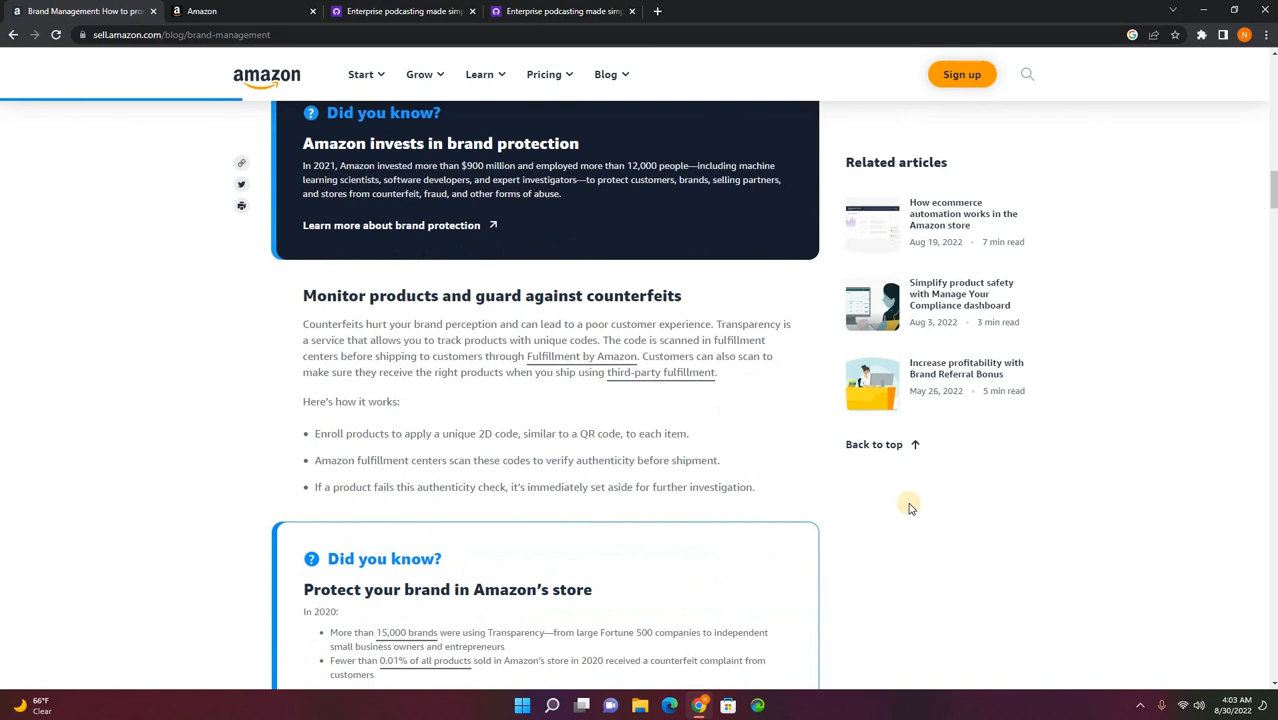 Brand Management: How to pro
Amazon
Enterprise simplified. Smarter se
Enterprise simplified. Smarter se
sell.amazon.com/blog/brand-management
N
amazon
Start
Grow
Learn
Pricing
Blog
Sign up
Did you know?
Amazon invests in brand protection
In 2021, Amazon invested more than $900 million and employed more than 12,000 people—including machine
learning scientists, software developers, and expert investigators—to protect customers, brands, selling partners,
and stores from counterfeit, fraud, and other forms of abuse.
Learn more about brand protection
Monitor products and guard against counterfeits
Counterfeits hurt your brand perception and can lead to a poor customer experience. Transparency is
a service that allows you to track products with unique codes. The code is scanned in fulfillment
centers before shipping to customers through Fulfillment by Amazon. Customers can also scan to
make sure they receive the right products when you ship using third-party fulfillment.
Here's how it works:
• Enroll products to apply a unique 2D code, similar to a QR code, to each item.
• Amazon fulfillment centers scan these codes to verify authenticity before shipment.
• If a product fails this authenticity check, it's immediately set aside for further investigation.
Did you know?
Protect your brand in Amazon's store
In 2020:
• More than 15,000 brands were using Transparency—from large Fortune 500 companies to independent
small business owners and entrepreneurs
• Fewer than 0.01% of all products sold in Amazon's store in 2020 received a counterfeit complaint from
customers
Related articles
How ecommerce
automation works in the
Amazon store
Aug 19, 2022 • 7 min read
Simplify product safety
with Manage Your
Compliance dashboard
Aug 3, 2022 • 3 min read
Increase profitability with
Brand Referral Bonus
May 26, 2022 • 5 min read
Back to top
66°F
Clear
4:03 AM
8/30/2022